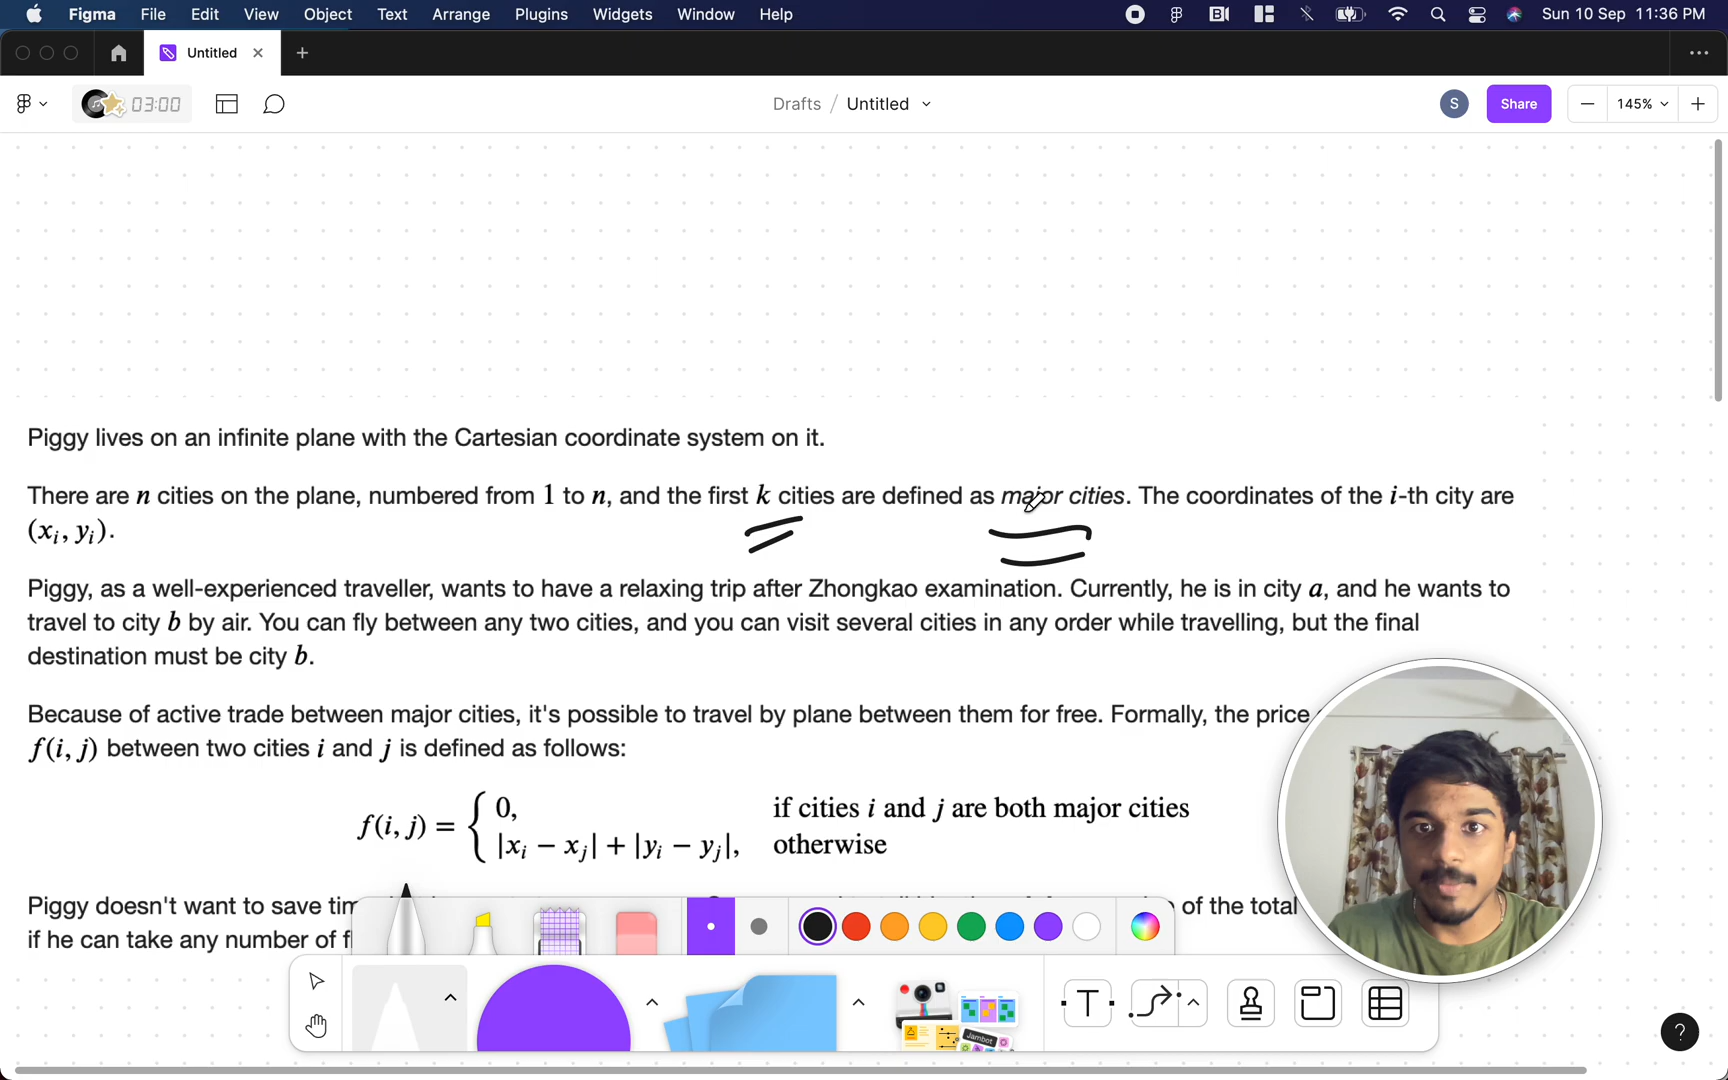 Figma File Edit View Object Text Arrange Plugins Widgets Window Help Sun 10 Sep 11:36 PM
Untitled
03:00 Drafts / Untitled S Share 145%
Piggy lives on an infinite plane with the Cartesian coordinate system on it.
There are n cities on the plane, numbered from 1 to n, and the first k cities are defined as major cities. The coordinates of the i-th city are
(xᵢ, yᵢ).
Piggy, as a well-experienced traveller, wants to have a relaxing trip after Zhongkao examination. Currently, he is in city a, and he wants to
travel to city b by air. You can fly between any two cities, and you can visit several cities in any order while travelling, but the final
destination must be city b.
Because of active trade between major cities, it's possible to travel by plane between them for free. Formally, the price
f(i, j) between two cities i and j is defined as follows:
f(i, j) = { 0, if cities i and j are both major cities
|xᵢ − xⱼ| + |yᵢ − yⱼ|, otherwise
Piggy doesn't want to save of the total
if he can take any number of
T
Jambot
?